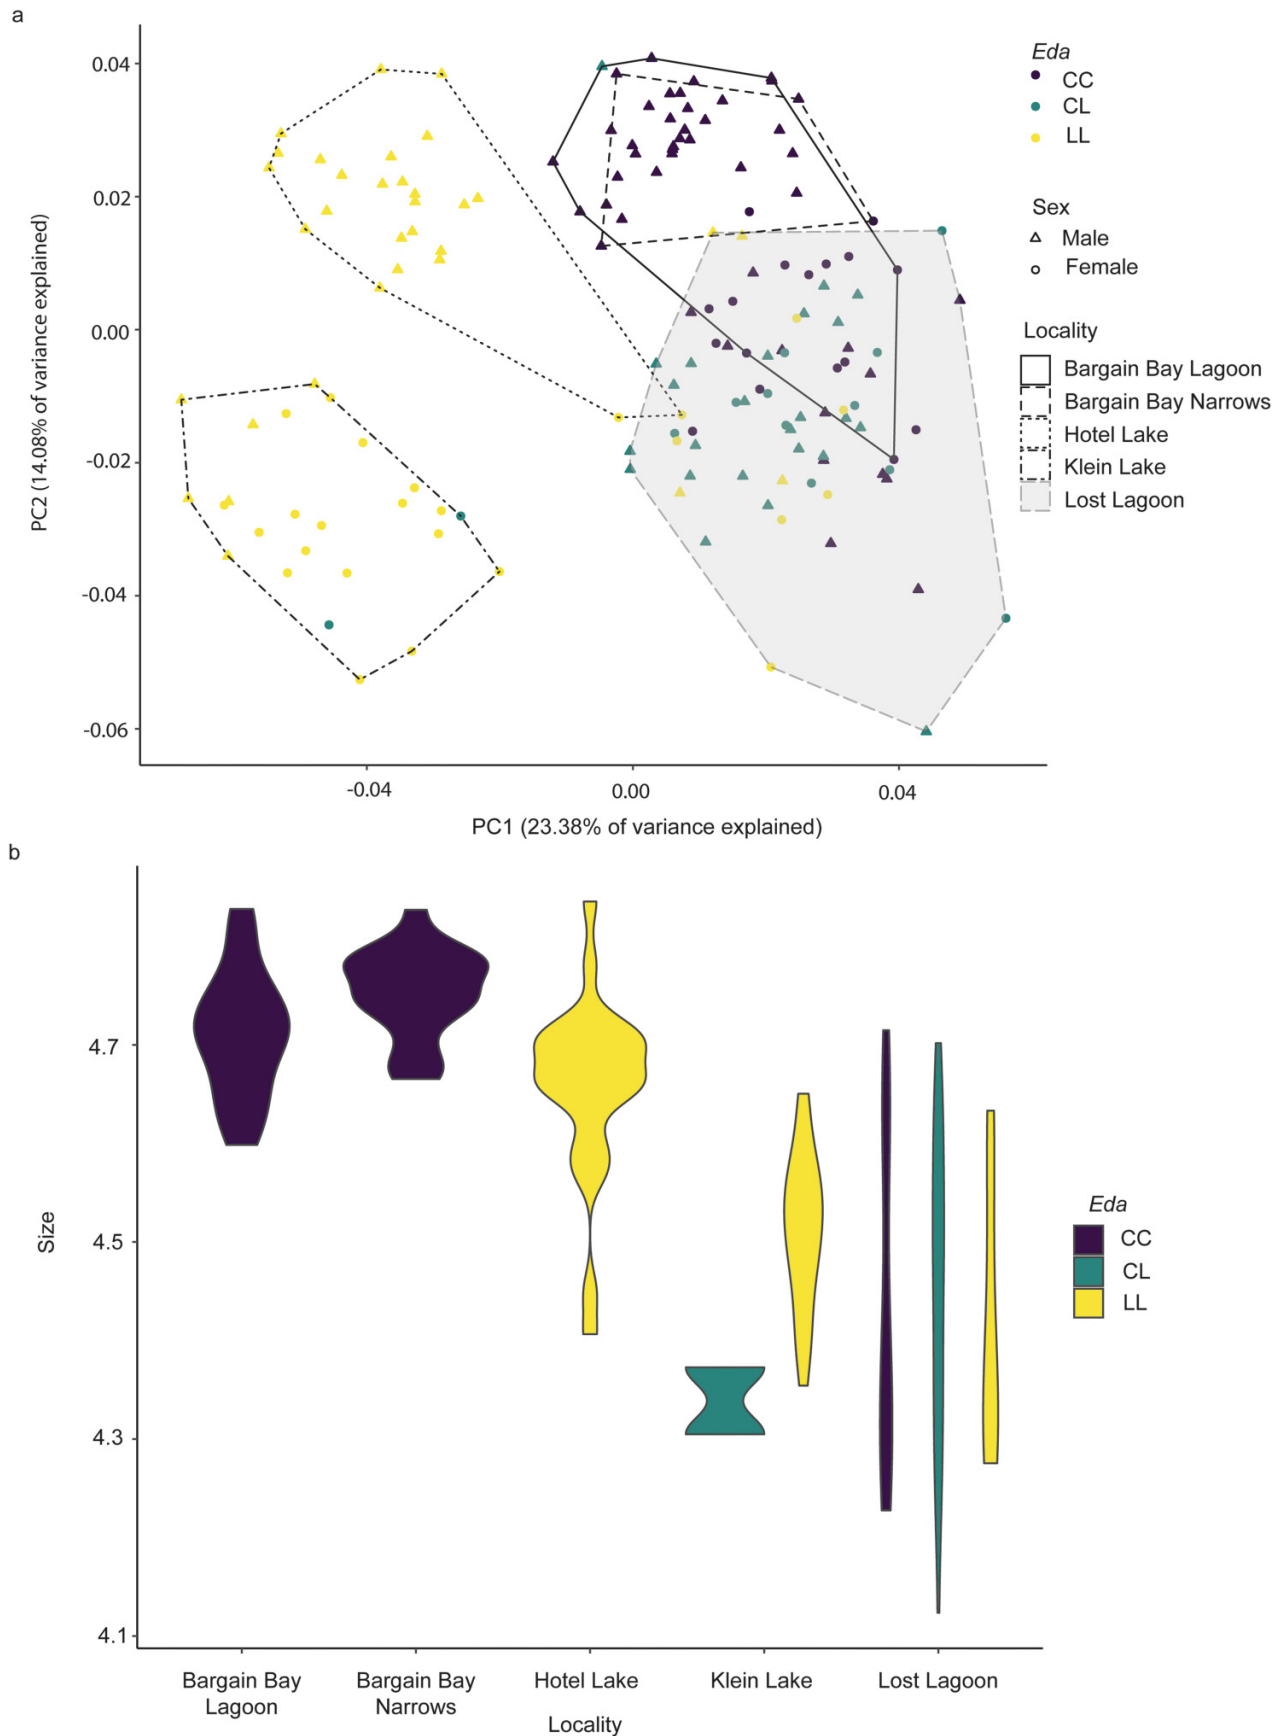 a
0.04
0.02
0.00
-0.02
-0.04
-0.06
PC2 (14.08% of variance explained)
-0.04
0.00
0.04
PC1 (23.38% of variance explained)
Eda
CC
CL
LL
Sex
Male
Female
Locality
Bargain Bay Lagoon
Bargain Bay Narrows
Hotel Lake
Klein Lake
Lost Lagoon
b
4.7
4.5
4.3
4.1
Size
Bargain Bay
Lagoon
Bargain Bay
Narrows
Hotel Lake
Klein Lake
Lost Lagoon
Locality
Eda
CC
CL
LL